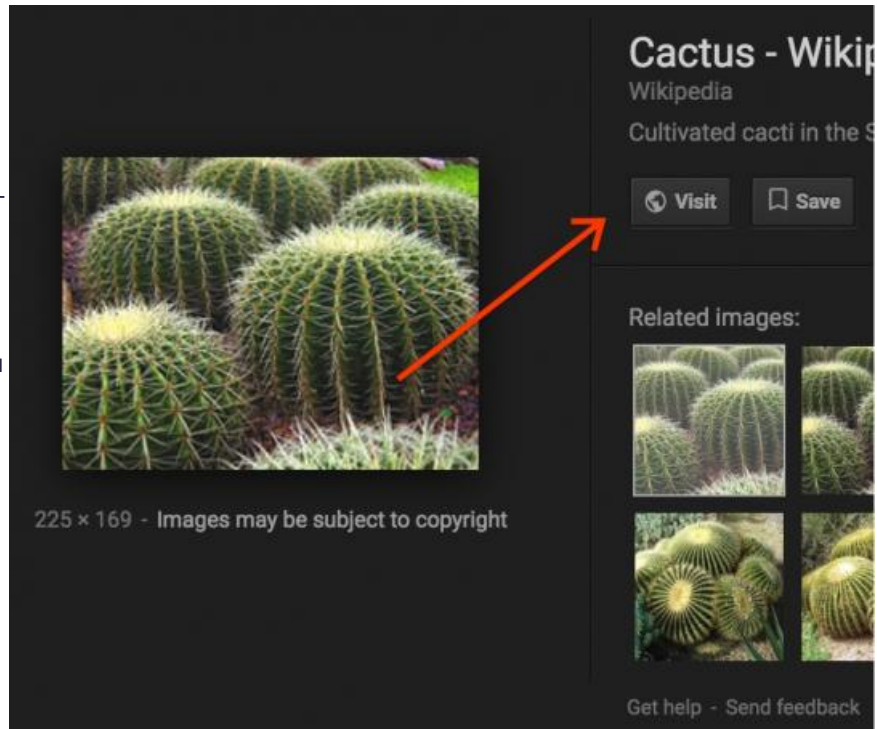 Cactus - Wikip
Wikipedia
Cultivated cacti in the S
Visit Save
Related images:
225 × 169 - Images may be subject to copyright
Get help - Send feedback